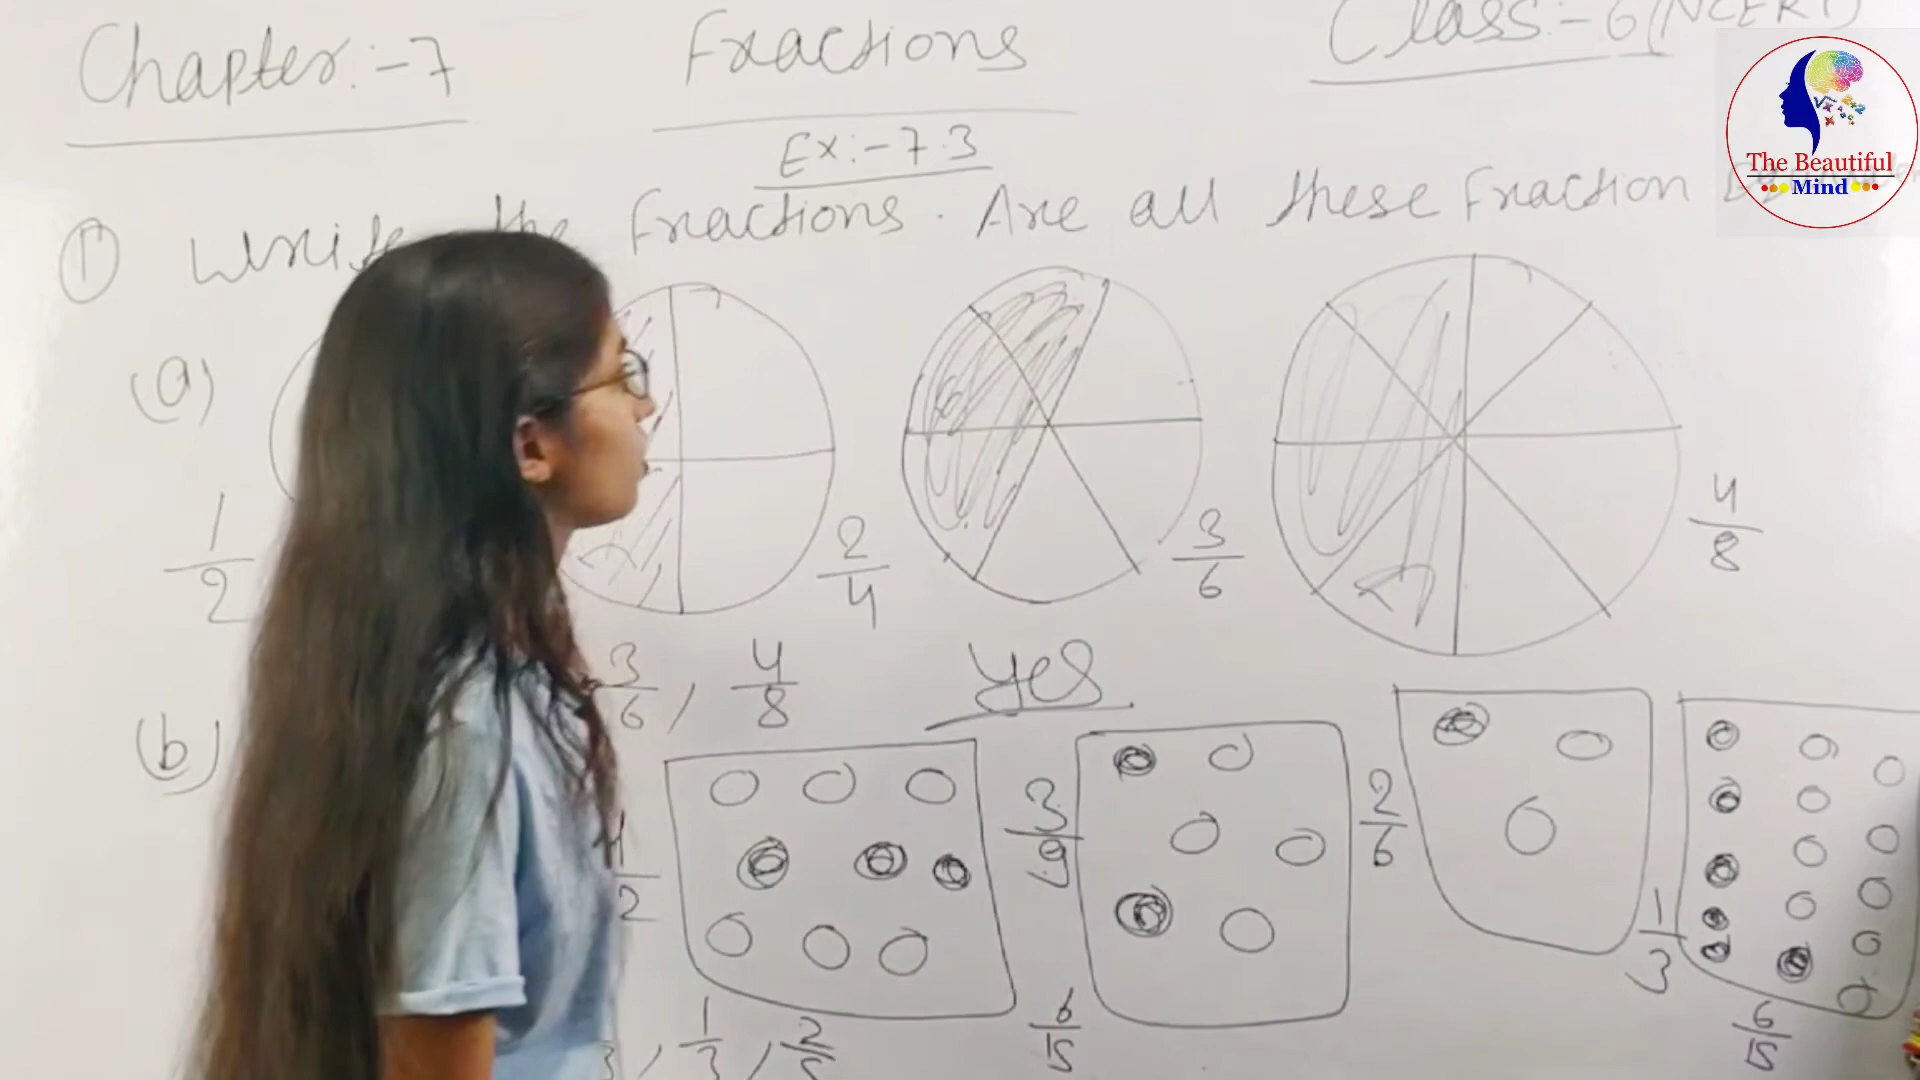 Chapter:-7 Fractions Class:-6 (NCERT)
The Beautiful
Mind
Ex:-7.3
① Write the Fractions. Are all these Fraction
(a)
1/2
2/4
3/6
4/8
3/6, 4/8 Yes
(b)
3/9
2/6
1/3
6/15
1/3,
6/15